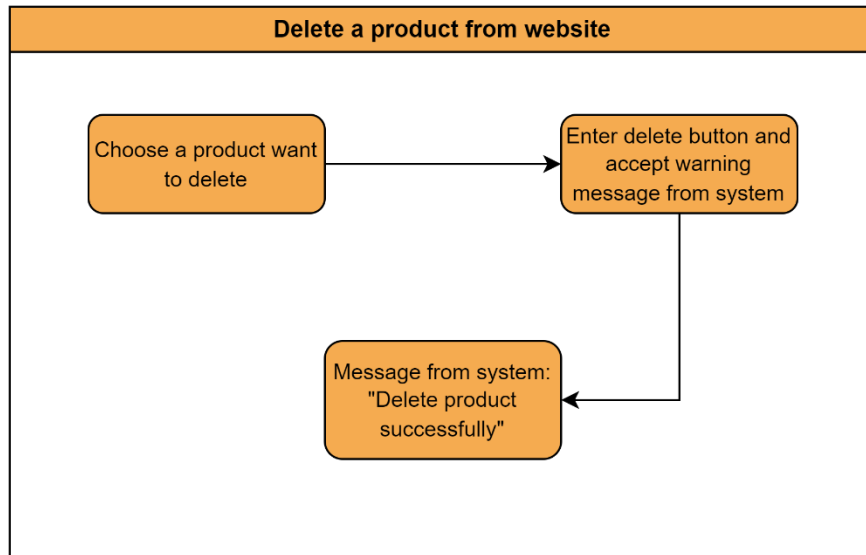 Delete a product from website
Choose a product want
to delete
Enter delete button and
accept warning
message from system
Message from system:
"Delete product
successfully"